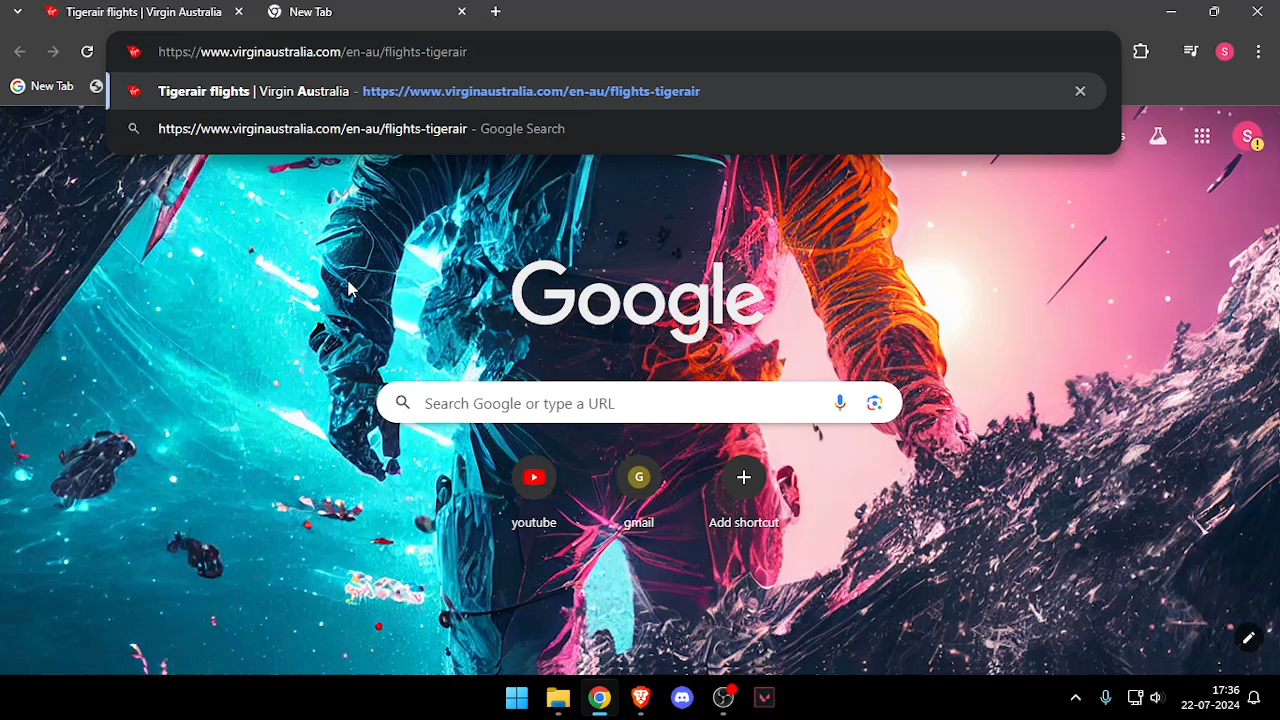 Tigerair flights | Virgin Australia
New Tab
https://www.virginaustralia.com/en-au/flights-tigerair
S
New Tab
Tigerair flights | Virgin Australia - https://www.virginaustralia.com/en-au/flights-tigerair
https://www.virginaustralia.com/en-au/flights-tigerair - Google Search
S
Google
Search Google or type a URL
G
youtube
gmail
Add shortcut
17:36
22-07-2024